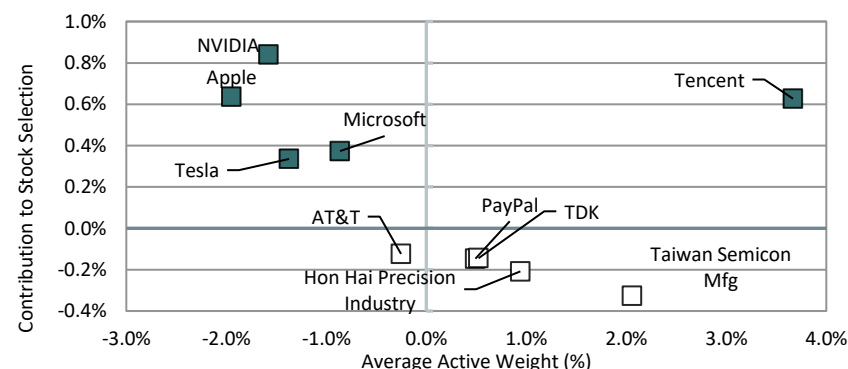 1.0%
NVIDIA
0.8%
Apple
Tencent
0.6%
Microsoft
0.4%
Tesla
0.2%
PayPal
TDK
AT&T
0.0%
Taiwan Semicon
Mfg
-0.2%
Hon Hai Precision
Industry
-0.4%
-3.0% -2.0% -1.0% 0.0% 1.0% 2.0% 3.0% 4.0%
Average Active Weight (%)
Contribution to Stock Selection